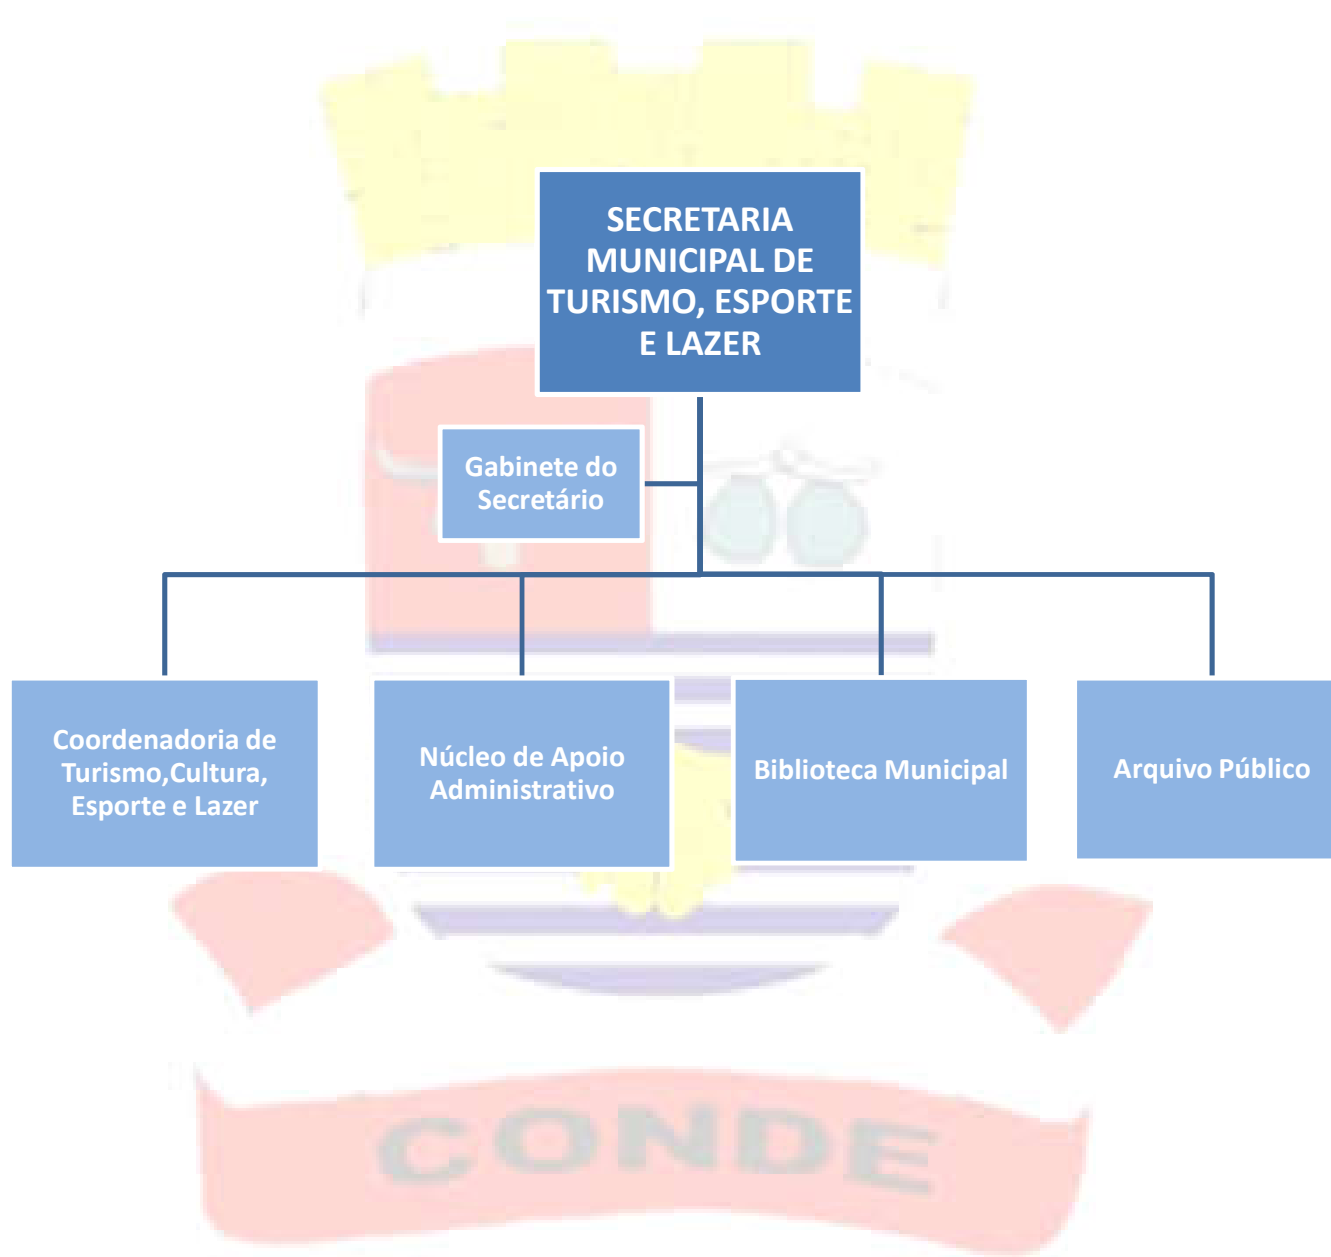 SECRETARIA
MUNICIPAL DE
TURISMO, ESPORTE
E LAZER
Gabinete do
Secretário
Coordenadoria de
Turismo,Cultura,
Esporte e Lazer
Núcleo de Apoio
Administrativo
Biblioteca Municipal
Arquivo Público
CONDE